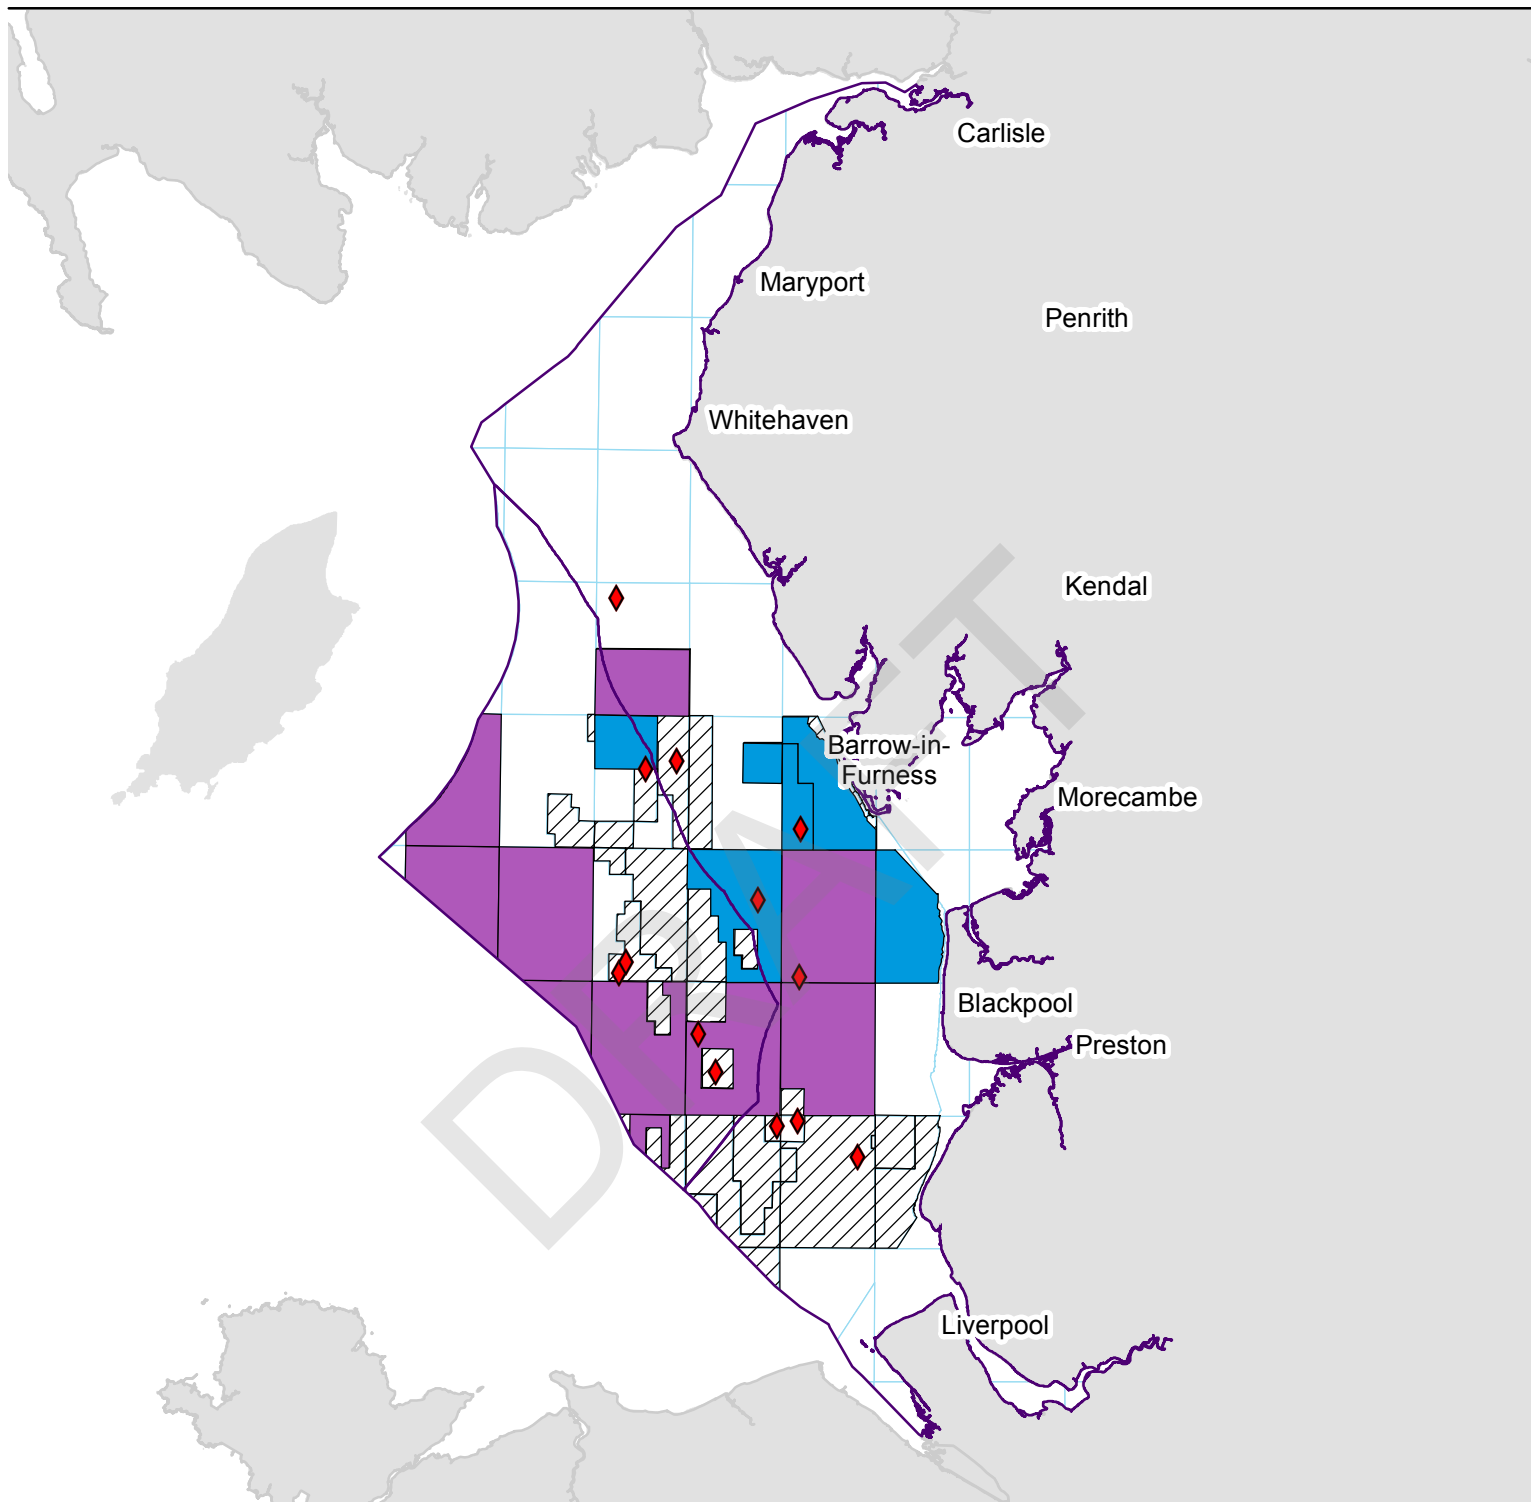 Carlisle
Maryport
Penrith
Whitehaven
Kendal
Barrow-in-
Furness
Morecambe
Blackpool
Preston
Liverpool
DRAFT